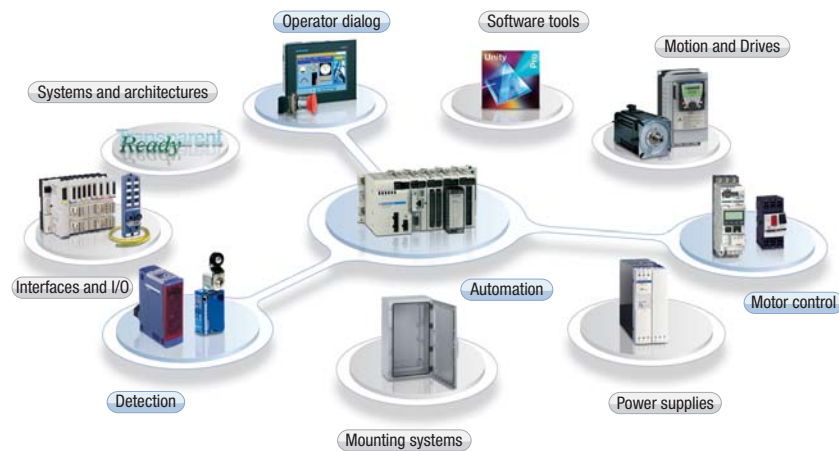 Operator dialog
Software tools
Motion and Drives
Systems and architectures
Unity
Pro
Transparent
Ready
Interfaces and I/O
Automation
Motor control
Detection
Power supplies
Mounting systems